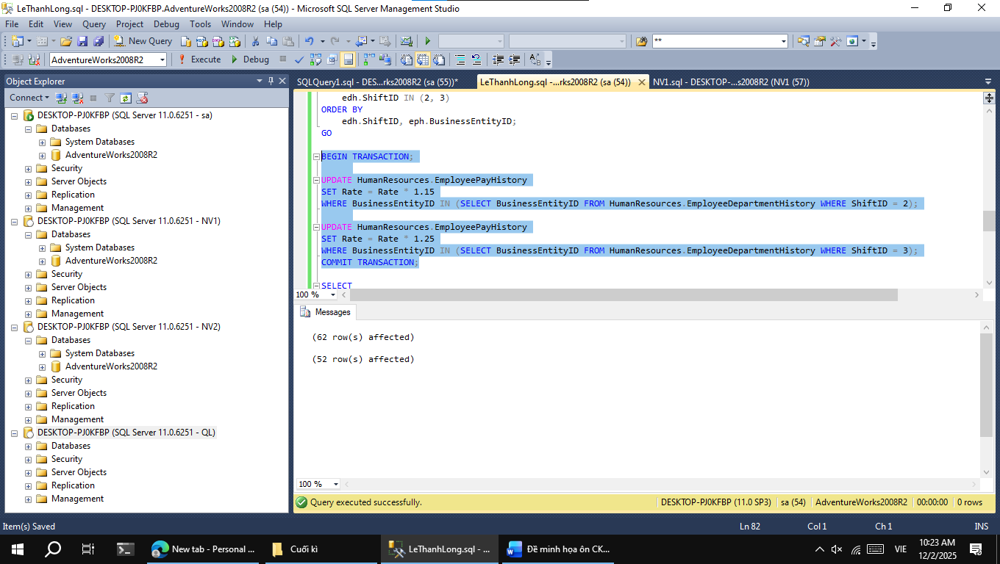 LeThanhLong.sql - DESKTOP-PJ0KFBP.AdventureWorks2008R2 (sa (54)) - Microsoft SQL Server Management Studio
File Edit View Query Project Debug Tools Window Help
New Query
**
AdventureWorks2008R2
Execute
Debug
Object Explorer
Connect
DESKTOP-PJ0KFBP (SQL Server 11.0.6251 - sa)
Databases
System Databases
AdventureWorks2008R2
Security
Server Objects
Replication
Management
DESKTOP-PJ0KFBP (SQL Server 11.0.6251 - NV1)
Databases
System Databases
AdventureWorks2008R2
Security
Server Objects
Replication
Management
DESKTOP-PJ0KFBP (SQL Server 11.0.6251 - NV2)
Databases
System Databases
AdventureWorks2008R2
Security
Server Objects
Replication
Management
DESKTOP-PJ0KFBP (SQL Server 11.0.6251 - QL)
Databases
Security
Server Objects
Replication
Management
SQLQuery1.sql - DES...rks2008R2 (sa (55))*
LeThanhLong.sql -...rks2008R2 (sa (54))
NV1.sql - DESKTOP-...s2008R2 (NV1 (57))
edh.ShiftID IN (2, 3)
ORDER BY
edh.ShiftID, eph.BusinessEntityID;
GO
BEGIN TRANSACTION;
UPDATE HumanResources.EmployeePayHistory
SET Rate = Rate * 1.15
WHERE BusinessEntityID IN (SELECT BusinessEntityID FROM HumanResources.EmployeeDepartmentHistory WHERE ShiftID = 2);
UPDATE HumanResources.EmployeePayHistory
SET Rate = Rate * 1.25
WHERE BusinessEntityID IN (SELECT BusinessEntityID FROM HumanResources.EmployeeDepartmentHistory WHERE ShiftID = 3);
COMMIT TRANSACTION;
SELECT
100 %
Messages
(62 row(s) affected)
(52 row(s) affected)
100 %
Query executed successfully.
DESKTOP-PJ0KFBP (11.0 SP3)
sa (54)
AdventureWorks2008R2
00:00:00
0 rows
Item(s) Saved
Ln 82
Col 1
Ch 1
INS
New tab - Personal ...
Cuối kì
LeThanhLong.sql - ...
Đề minh họa ôn CK...
VIE
10:23 AM
12/2/2025